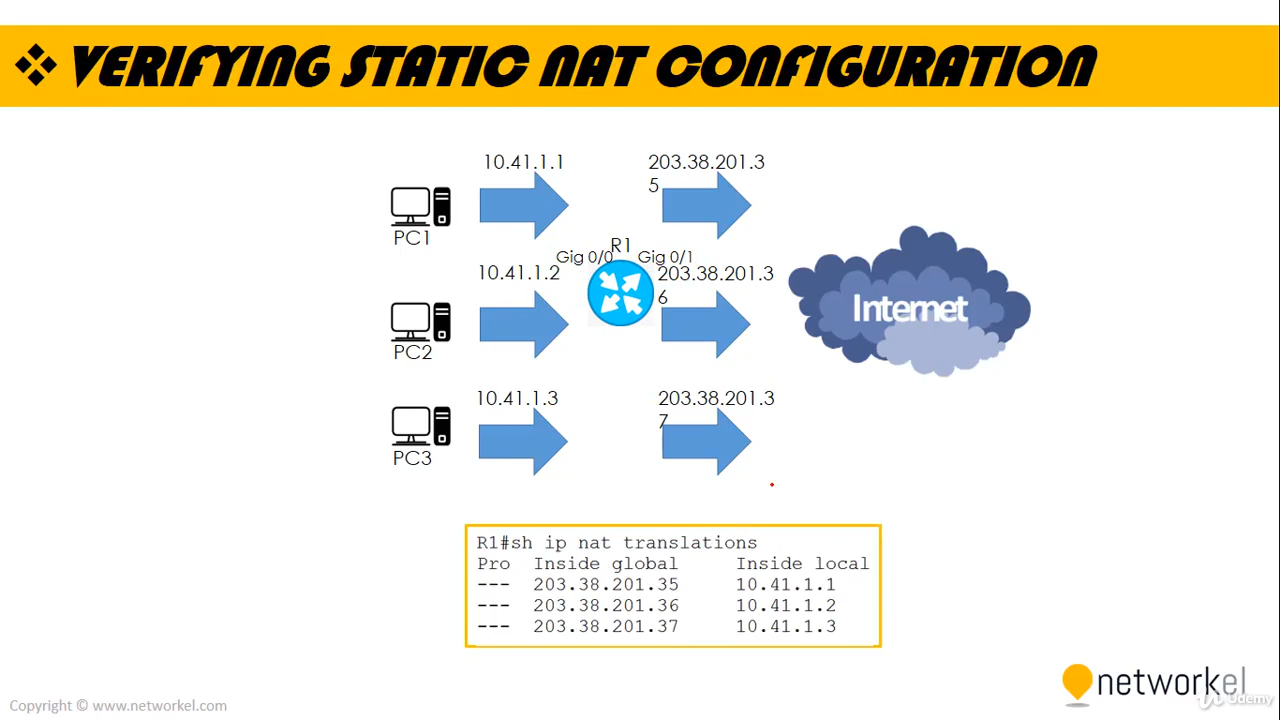 VERIFYING STATIC NAT CONFIGURATION
10.41.1.1
203.38.201.3
5
PC1
R1
Gig 0/0
Gig 0/1
10.41.1.2
203.38.201.3
6
Internet
PC2
10.41.1.3
203.38.201.3
7
PC3
R1#sh ip nat translations
Pro Inside global Inside local
--- 203.38.201.35 10.41.1.1
--- 203.38.201.36 10.41.1.2
--- 203.38.201.37 10.41.1.3
networkel
Udemy
Copyright © www.networkel.com